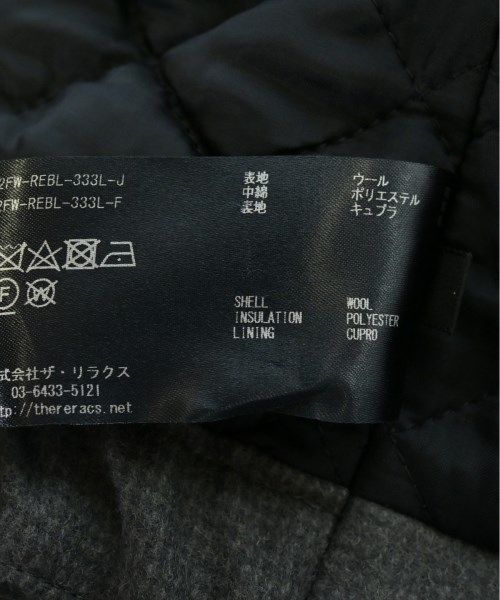 2FW-REBL-333L-J
2FW-REBL-333L-F
表地 ウール
中綿 ポリエステル
裏地 キュプラ
F W
SHELL WOOL
INSULATION POLYESTER
LINING CUPRO
式会社ザ・リラクス
03-6433-5121
tp://thereracs.net